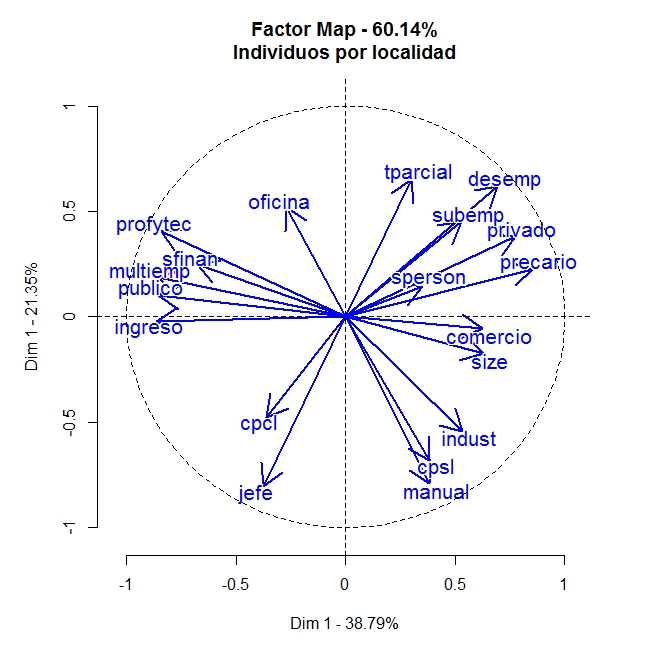 Factor Map - 60.14%
Individuos por localidad
tparcial
desemp
oficina
subemp
profytec
privado
sfinan
precario
multiemp
sperson
publico
ingreso
comercio
size
cpcl
indust
cpsl
jefe
manual
1
0.5
0
-0.5
-1
Dim 1 - 21.35%
-1
-0.5
0
0.5
1
Dim 1 - 38.79%